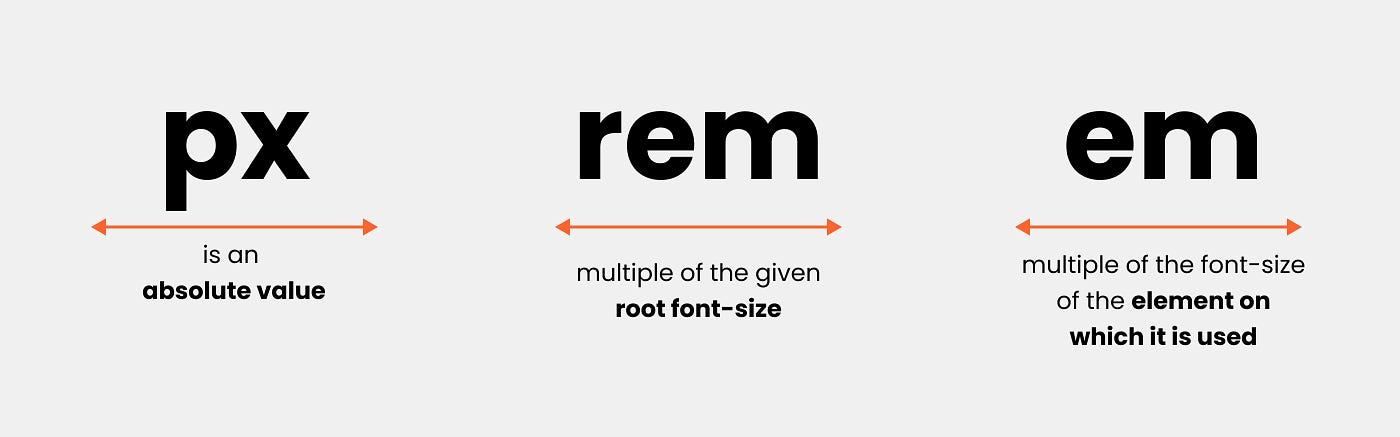 px
is an
absolute value
rem
multiple of the given
root font-size
em
multiple of the font-size
of the element on
which it is used